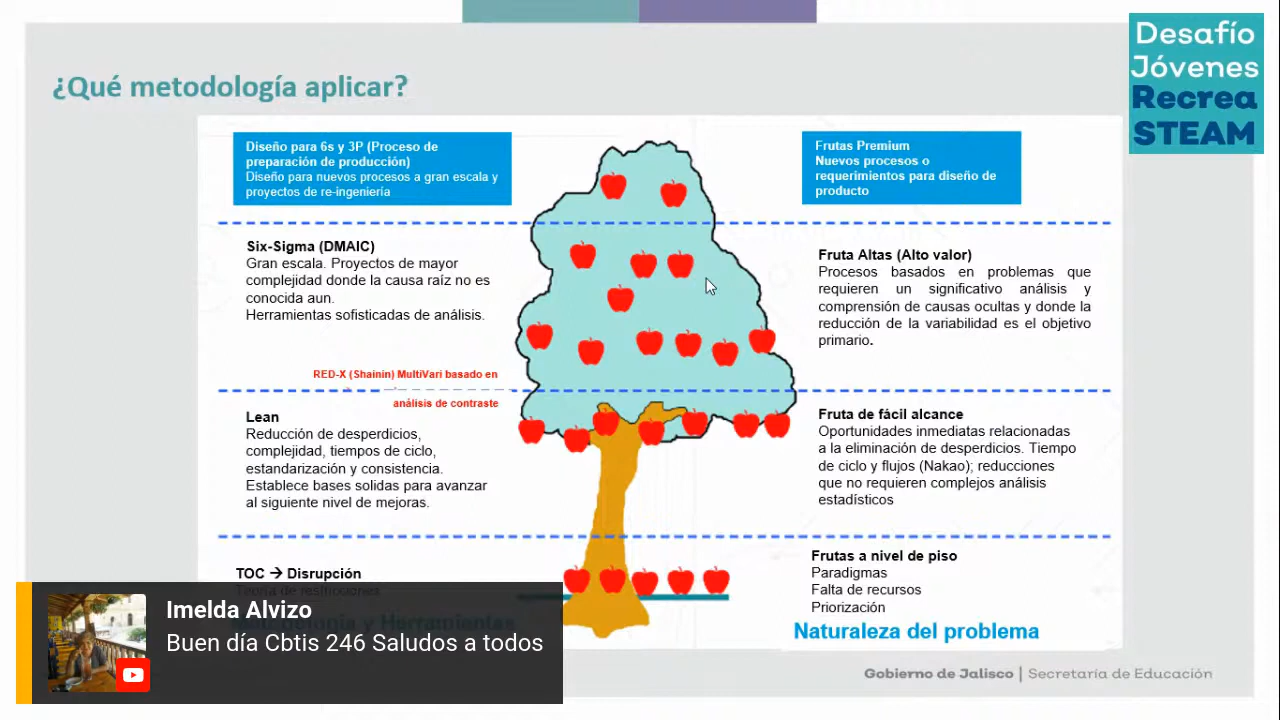 ¿Qué metodología aplicar?
Desafío
Jóvenes
Recrea
STEAM
Diseño para 6s y 3P (Proceso de
preparación de producción)
Diseño para nuevos procesos a gran escala y
proyectos de re-ingeniería
Frutas Premium
Nuevos procesos o
requerimientos para diseño de
producto
Six-Sigma (DMAIC)
Gran escala. Proyectos de mayor
complejidad donde la causa raíz no es
conocida aun.
Herramientas sofisticadas de análisis.
Fruta Altas (Alto valor)
Procesos basados en problemas que
requieren un significativo análisis y
comprensión de causas ocultas y donde la
reducción de la variabilidad es el objetivo
primario.
RED-X (Shainin) MultiVari basado en
análisis de contraste
Lean
Reducción de desperdicios,
complejidad, tiempos de ciclo,
estandarización y consistencia.
Establece bases solidas para avanzar
al siguiente nivel de mejoras.
Fruta de fácil alcance
Oportunidades inmediatas relacionadas
a la eliminación de desperdicios. Tiempo
de ciclo y flujos (Nakao); reducciones
que no requieren complejos análisis
estadísticos
TOC → Disrupción
Teoría de restricciones
Metodología y Herramientas
Frutas a nivel de piso
Paradigmas
Falta de recursos
Priorización
Naturaleza del problema
Imelda Alvizo
Buen día Cbtis 246 Saludos a todos
Gobierno de Jalisco | Secretaría de Educación